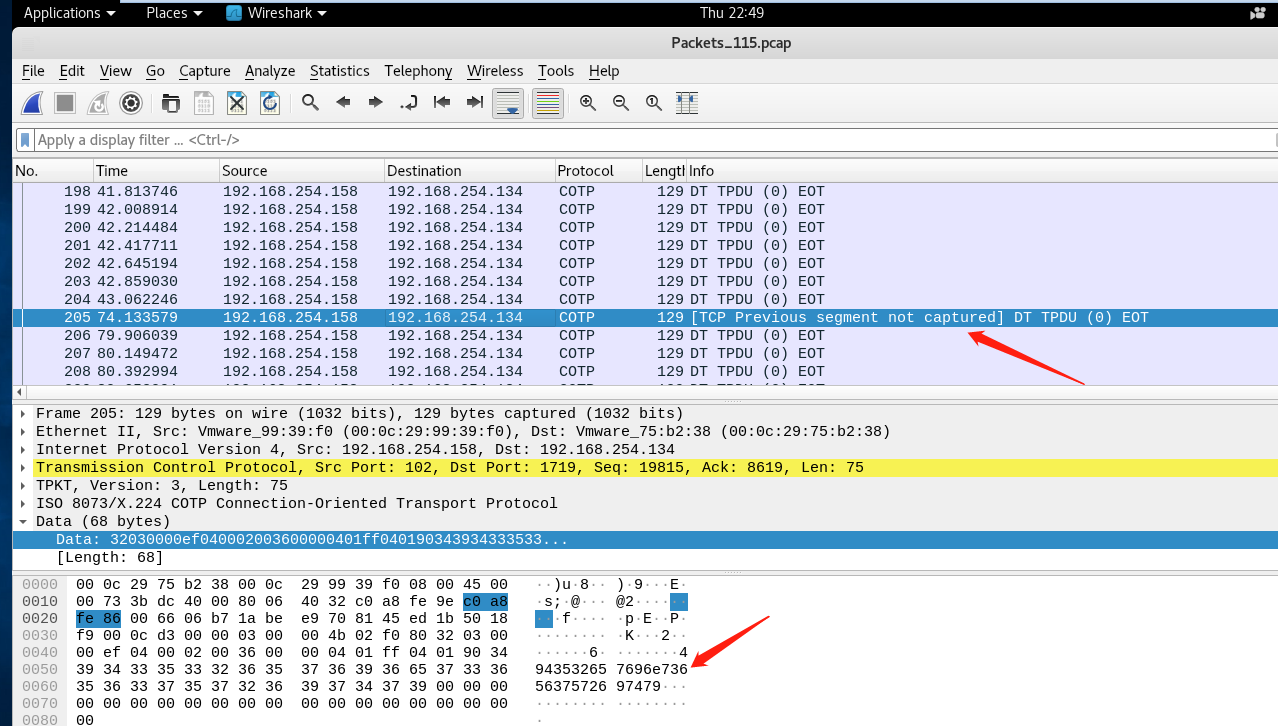 Applications Places Wireshark Thu 22:49
Packets_115.pcap
File Edit View Go Capture Analyze Statistics Telephony Wireless Tools Help
Apply a display filter ... <Ctrl-/>
No. Time Source Destination Protocol Length Info
198 41.813746 192.168.254.158 192.168.254.134 COTP 129 DT TPDU (0) EOT
199 42.008914 192.168.254.158 192.168.254.134 COTP 129 DT TPDU (0) EOT
200 42.214484 192.168.254.158 192.168.254.134 COTP 129 DT TPDU (0) EOT
201 42.417711 192.168.254.158 192.168.254.134 COTP 129 DT TPDU (0) EOT
202 42.645194 192.168.254.158 192.168.254.134 COTP 129 DT TPDU (0) EOT
203 42.859030 192.168.254.158 192.168.254.134 COTP 129 DT TPDU (0) EOT
204 43.062246 192.168.254.158 192.168.254.134 COTP 129 DT TPDU (0) EOT
205 74.133579 192.168.254.158 192.168.254.134 COTP 129 [TCP Previous segment not captured] DT TPDU (0) EOT
206 79.906039 192.168.254.158 192.168.254.134 COTP 129 DT TPDU (0) EOT
207 80.149472 192.168.254.158 192.168.254.134 COTP 129 DT TPDU (0) EOT
208 80.392994 192.168.254.158 192.168.254.134 COTP 129 DT TPDU (0) EOT
Frame 205: 129 bytes on wire (1032 bits), 129 bytes captured (1032 bits)
Ethernet II, Src: Vmware_99:39:f0 (00:0c:29:99:39:f0), Dst: Vmware_75:b2:38 (00:0c:29:75:b2:38)
Internet Protocol Version 4, Src: 192.168.254.158, Dst: 192.168.254.134
Transmission Control Protocol, Src Port: 102, Dst Port: 1719, Seq: 19815, Ack: 8619, Len: 75
TPKT, Version: 3, Length: 75
ISO 8073/X.224 COTP Connection-Oriented Transport Protocol
Data (68 bytes)
Data: 32030000ef040002003600000401ff040190343934333533...
[Length: 68]
0000 00 0c 29 75 b2 38 00 0c 29 99 39 f0 08 00 45 00 ··)u·8·· )·9···E·
0010 00 73 3b dc 40 00 80 06 40 32 c0 a8 fe 9e c0 a8 ·s;·@··· @2······
0020 fe 86 00 66 06 b7 1a be e9 70 81 45 ed 1b 50 18 ···f···· ·p·E··P·
0030 f9 00 0c d3 00 00 03 00 00 4b 02 f0 80 32 03 00 ········ ·K···2··
0040 00 ef 04 00 02 00 36 00 00 04 01 ff 04 01 90 34 ······6· ·······4
0050 39 34 33 35 33 32 36 35 37 36 39 36 65 37 33 36 94353265 7696e736
0060 35 36 33 37 35 37 32 36 39 37 34 37 39 00 00 00 56375726 97479···
0070 00 00 00 00 00 00 00 00 00 00 00 00 00 00 00 00 ········ ········
0080 00 ·